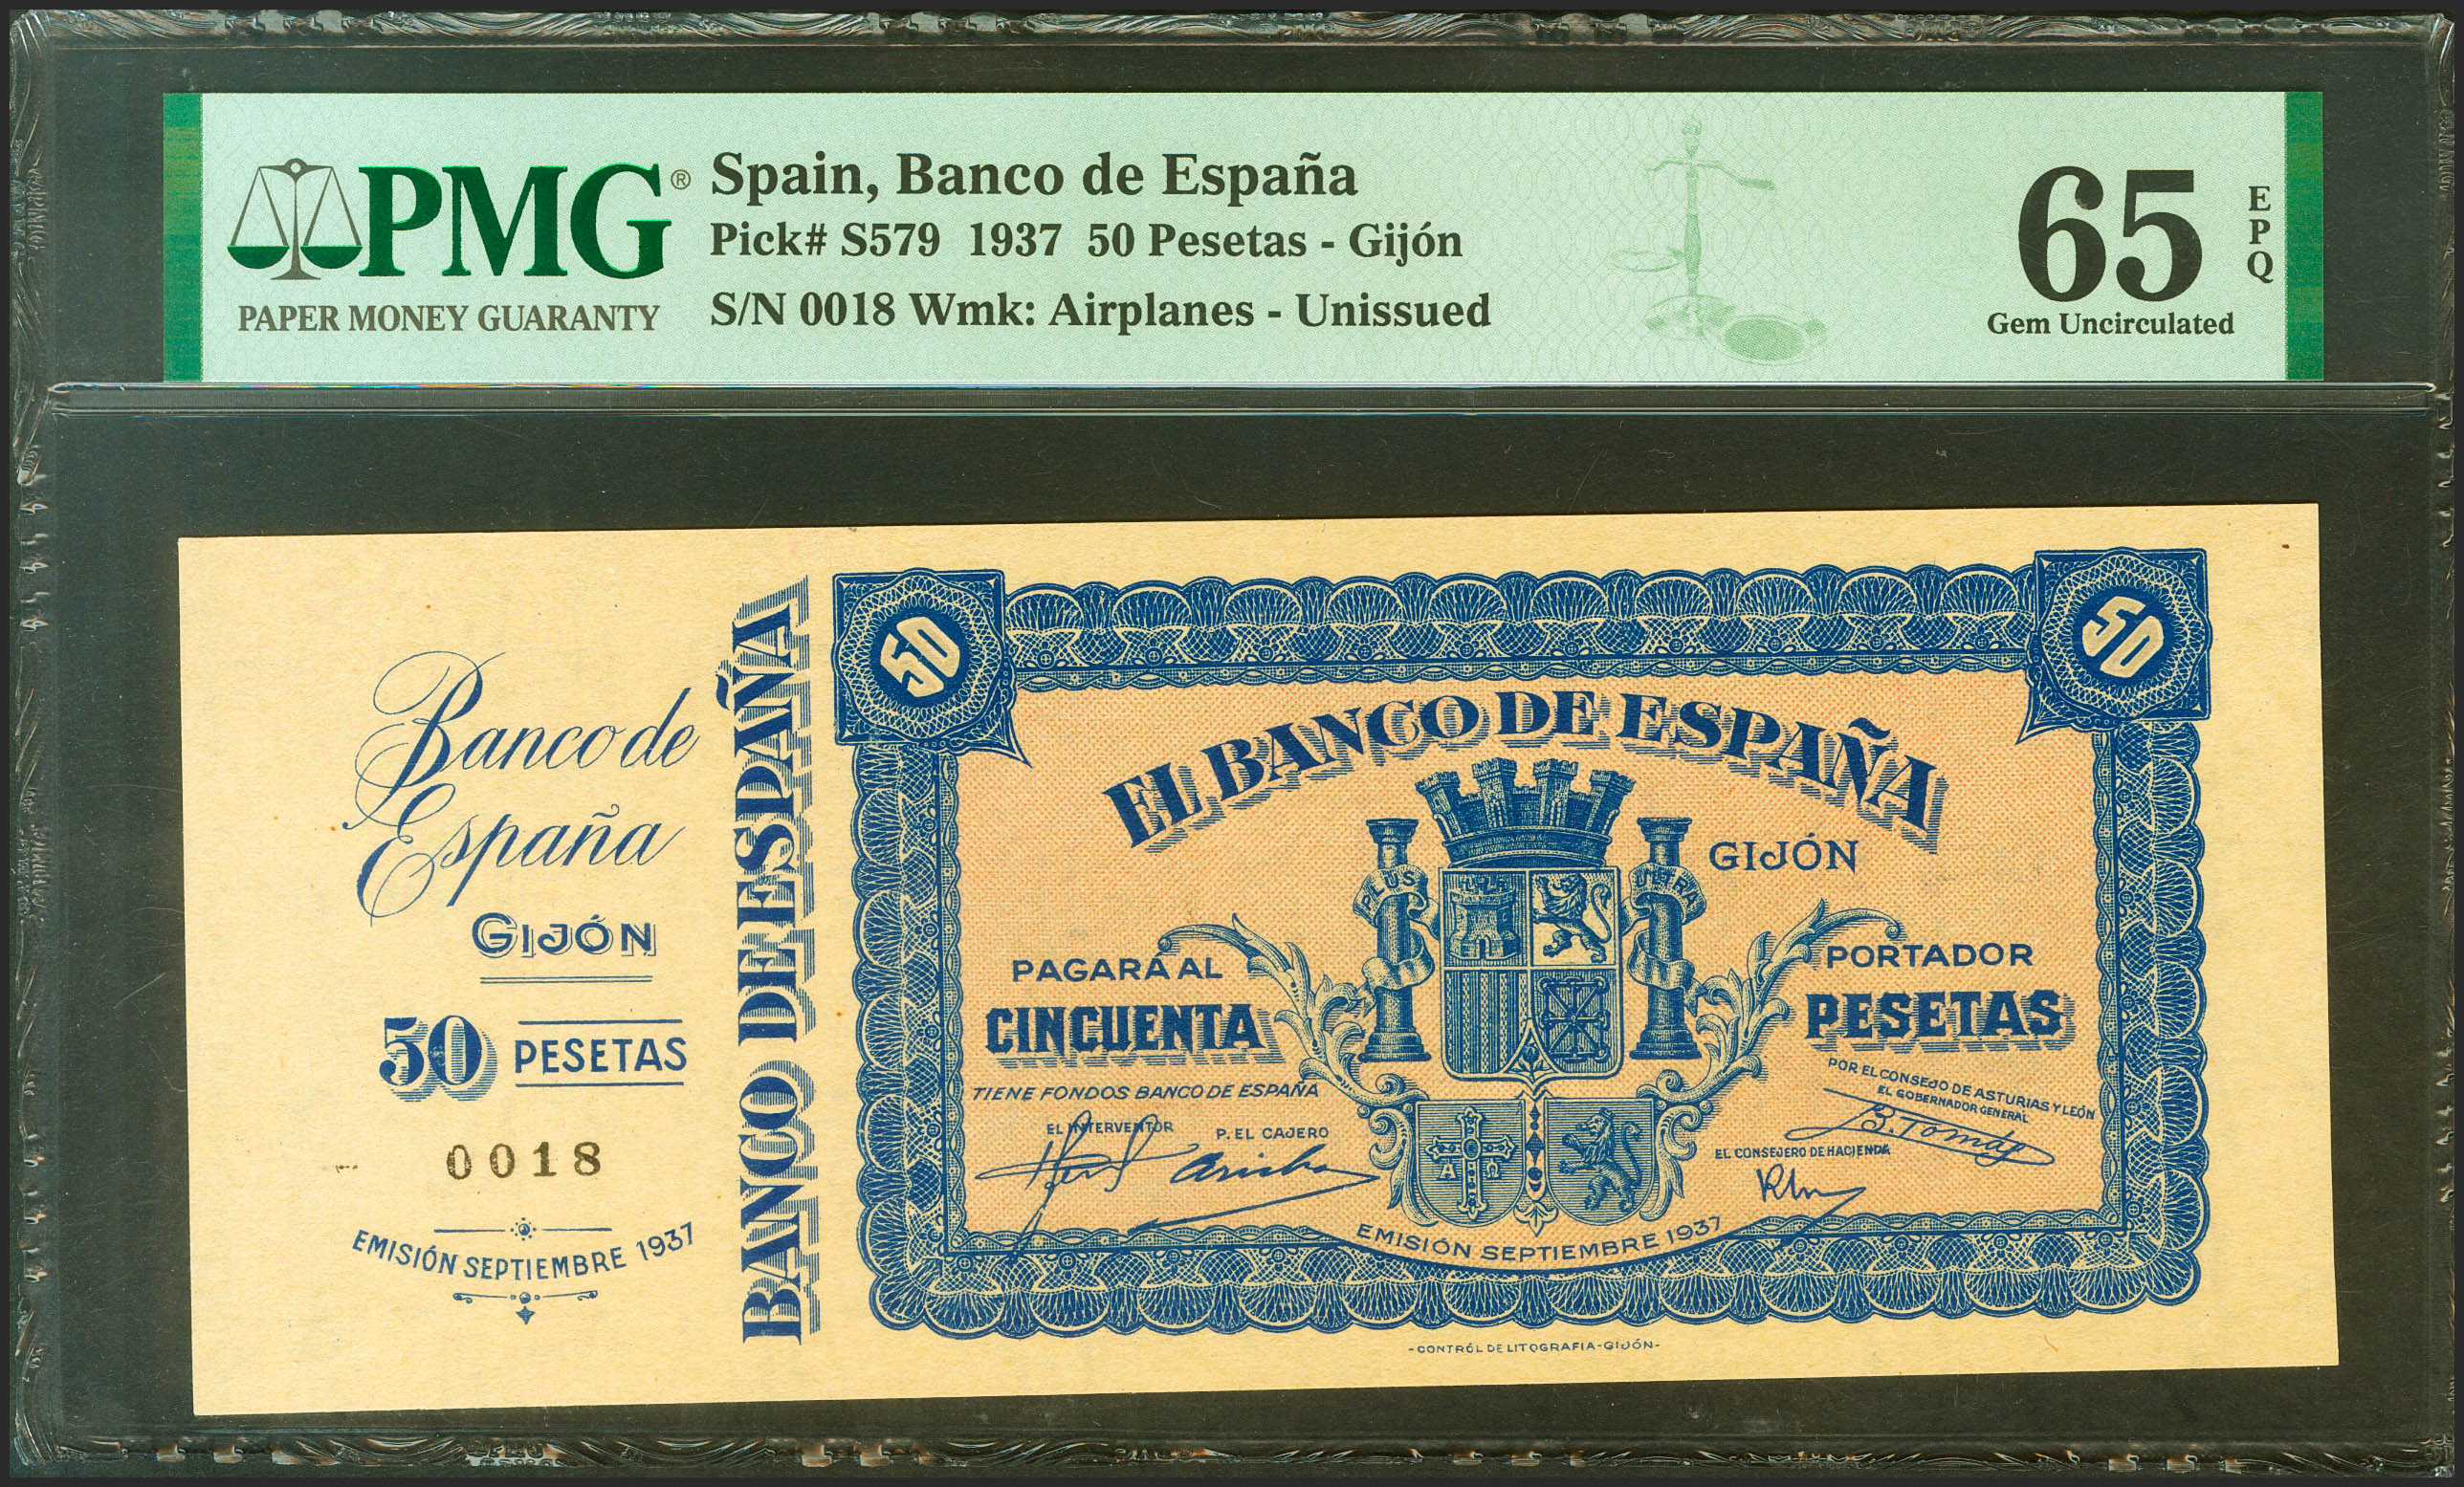 PMG®
PAPER MONEY GUARANTY
Spain, Banco de España
Pick# S579 1937 50 Pesetas - Gijón
S/N 0018 Wmk: Airplanes - Unissued
65
EPQ
Gem Uncirculated
Banco de
España
GIJÓN
50 PESETAS
0018
EMISIÓN SEPTIEMBRE 1937
BANCO DE ESPAÑA
50
50
EL BANCO DE ESPAÑA
GIJÓN
PLUS
ULTRA
PAGARÁ AL
PORTADOR
CINCUENTA
PESETAS
TIENE FONDOS BANCO DE ESPAÑA
POR EL CONSEJO DE ASTURIAS Y LEÓN
EL GOBERNADOR GENERAL
B. Tomás
EL INTERVENTOR
P. EL CAJERO
EL CONSEJERO DE HACIENDA
A Ω
EMISIÓN SEPTIEMBRE 1937
-CONTRÓL DE LITOGRAFIA-GIJÓN-